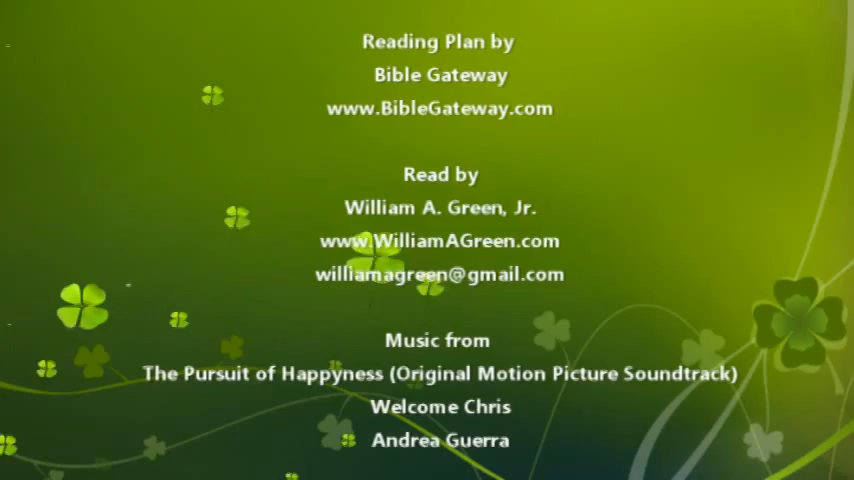 Reading Plan by
Bible Gateway
www.BibleGateway.com
Read by
William A. Green, Jr.
www.WilliamAGreen.com
williamagreen@gmail.com
Music from
The Pursuit of Happyness (Original Motion Picture Soundtrack)
Welcome Chris
Andrea Guerra